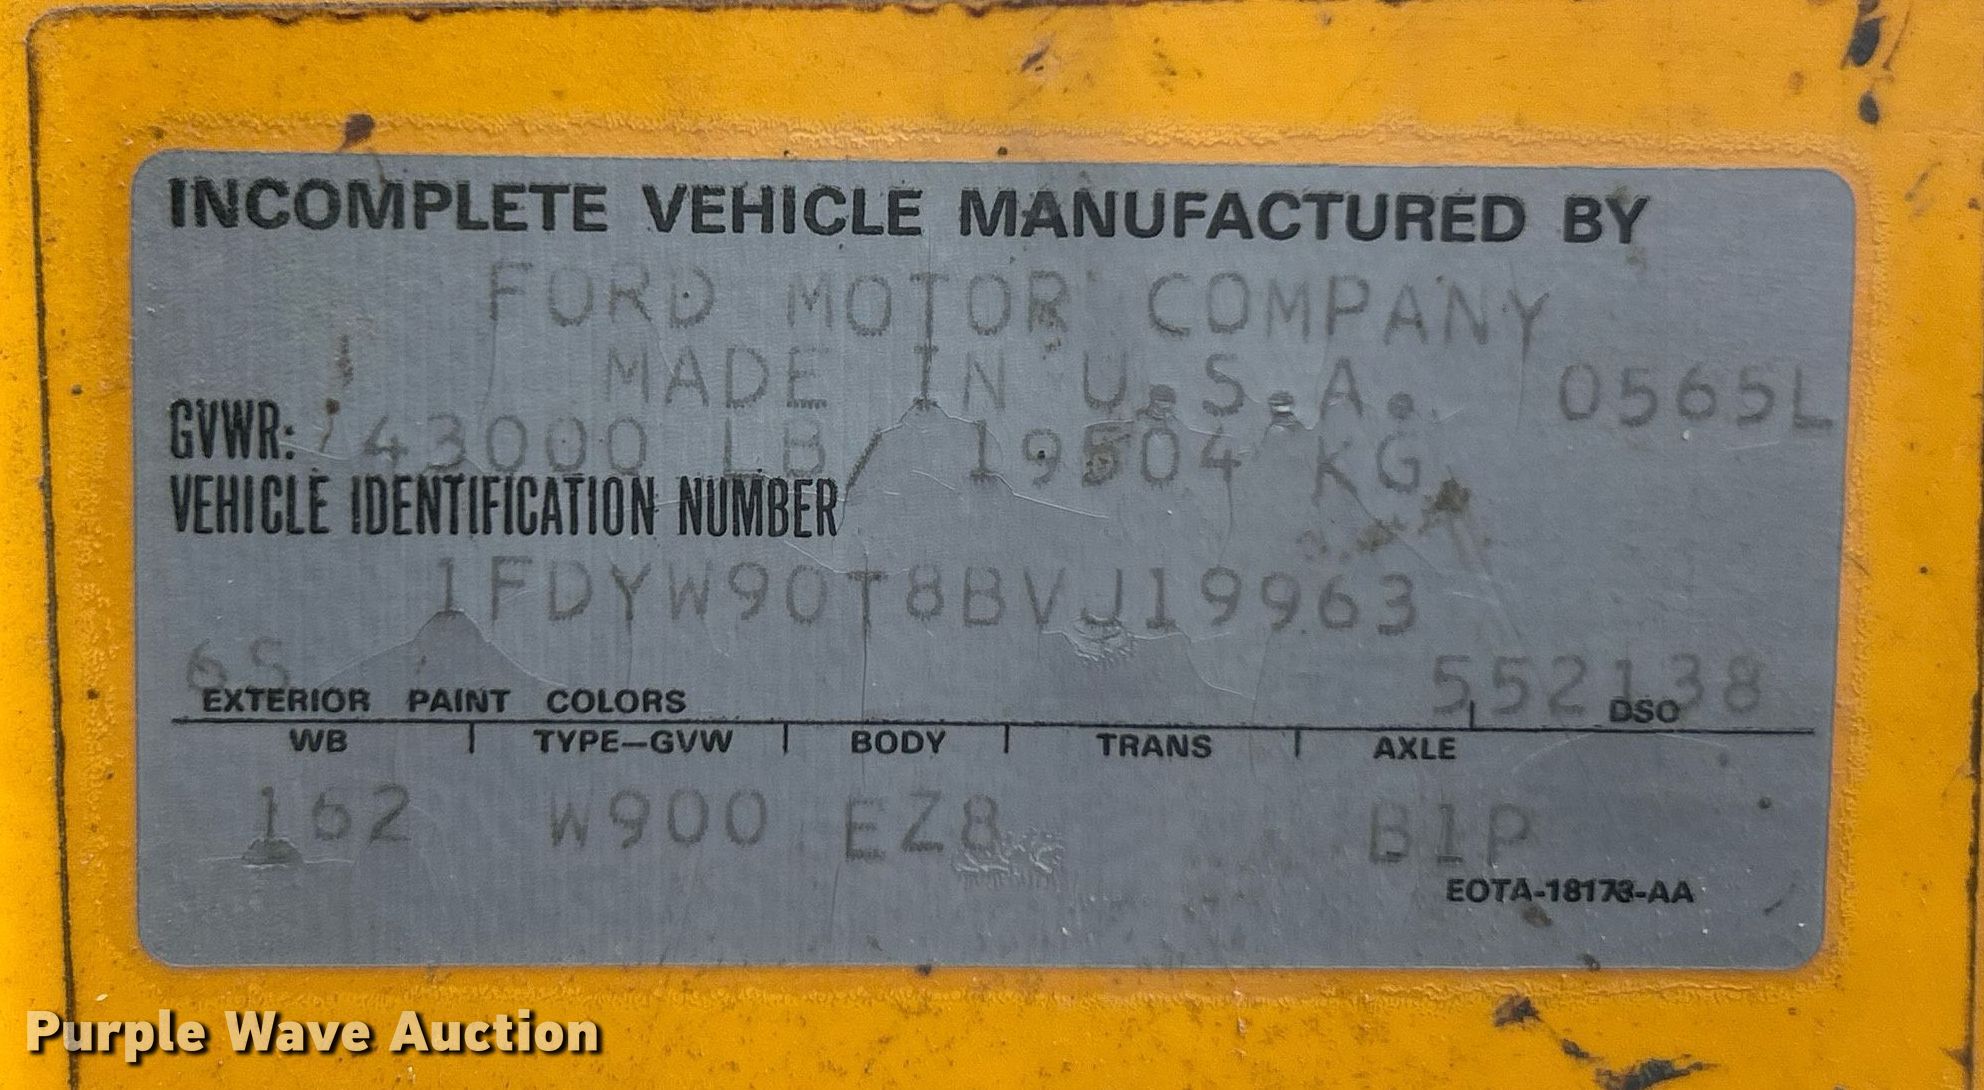 INCOMPLETE VEHICLE MANUFACTURED BY
FORD MOTOR COMPANY
MADE IN U.S.A. 0565L
GVWR: 43000 LB/ 19504 KG
VEHICLE IDENTIFICATION NUMBER
1FDYW90T8BVJ19963
6S 552138
EXTERIOR PAINT COLORS DSO
WB TYPE-GVW BODY TRANS AXLE
162 W900 EZ8 B1P
EOTA-18173-AA
Purple Wave Auction